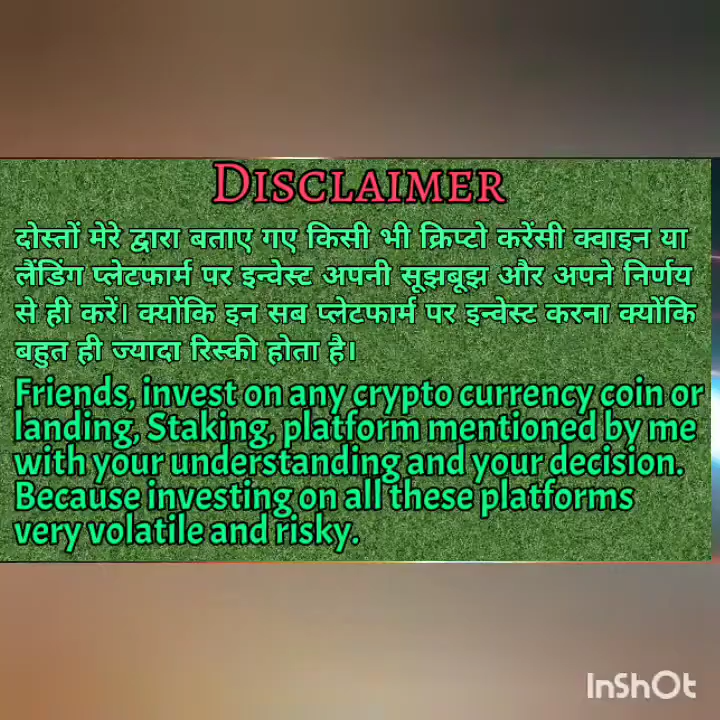 DISCLAIMER
दोस्तों मेरे द्वारा बताए गए किसी भी क्रिप्टो करेंसी क्वाइन या
लैंडिंग प्लेटफार्म पर इन्वेस्ट अपनी सूझबूझ और अपने निर्णय
से ही करें। क्योंकि इन सब प्लेटफार्म पर इन्वेस्ट करना क्योंकि
बहुत ही ज्यादा रिस्की होता है।
Friends, invest on any crypto currency coin or
landing, Staking, platform mentioned by me
with your understanding and your decision.
Because investing on all these platforms
very volatile and risky.
InShOt